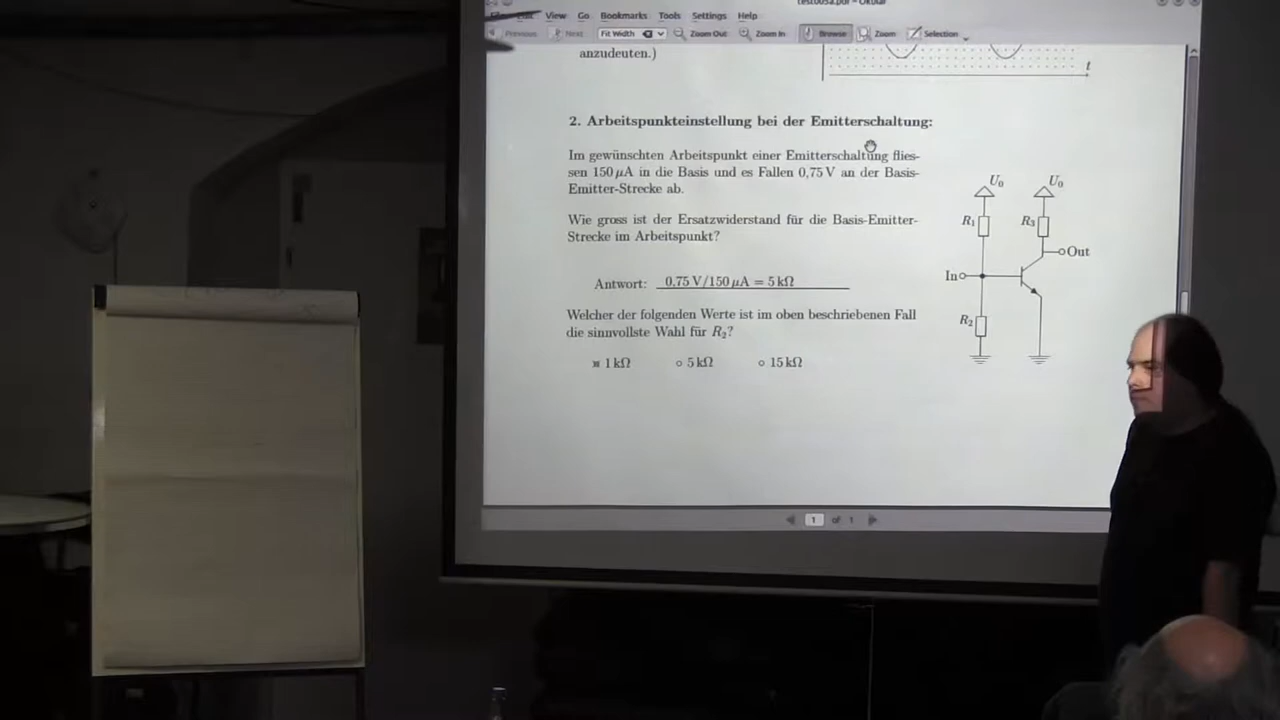 View Go Bookmarks Tools Settings Help
Previous Next Fit Width Zoom Out Zoom In Browse Zoom Selection
anzudeuten.)
t
2. Arbeitspunkteinstellung bei der Emitterschaltung:
Im gewünschten Arbeitspunkt einer Emitterschaltung flies-
sen 150 µA in die Basis und es Fallen 0,75 V an der Basis-
Emitter-Strecke ab.
Wie gross ist der Ersatzwiderstand für die Basis-Emitter-
Strecke im Arbeitspunkt?
Antwort: 0,75 V/150 µA = 5 kΩ
Welcher der folgenden Werte ist im oben beschriebenen Fall
die sinnvollste Wahl für R₂?
1 kΩ 5 kΩ 15 kΩ
U₀ U₀
R₁ R₃
Out
In
R₂
1 of 1